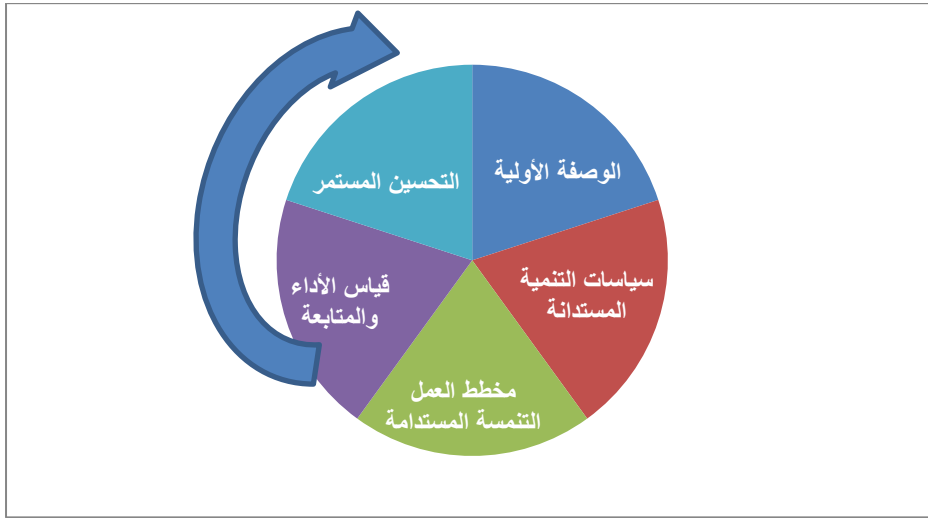 الوصفة الأولية
سياسات التنمية
المستدانة
مخطط العمل
التنمسة المستدامة
قياس الأداء
والمتابعة
التحسين المستمر